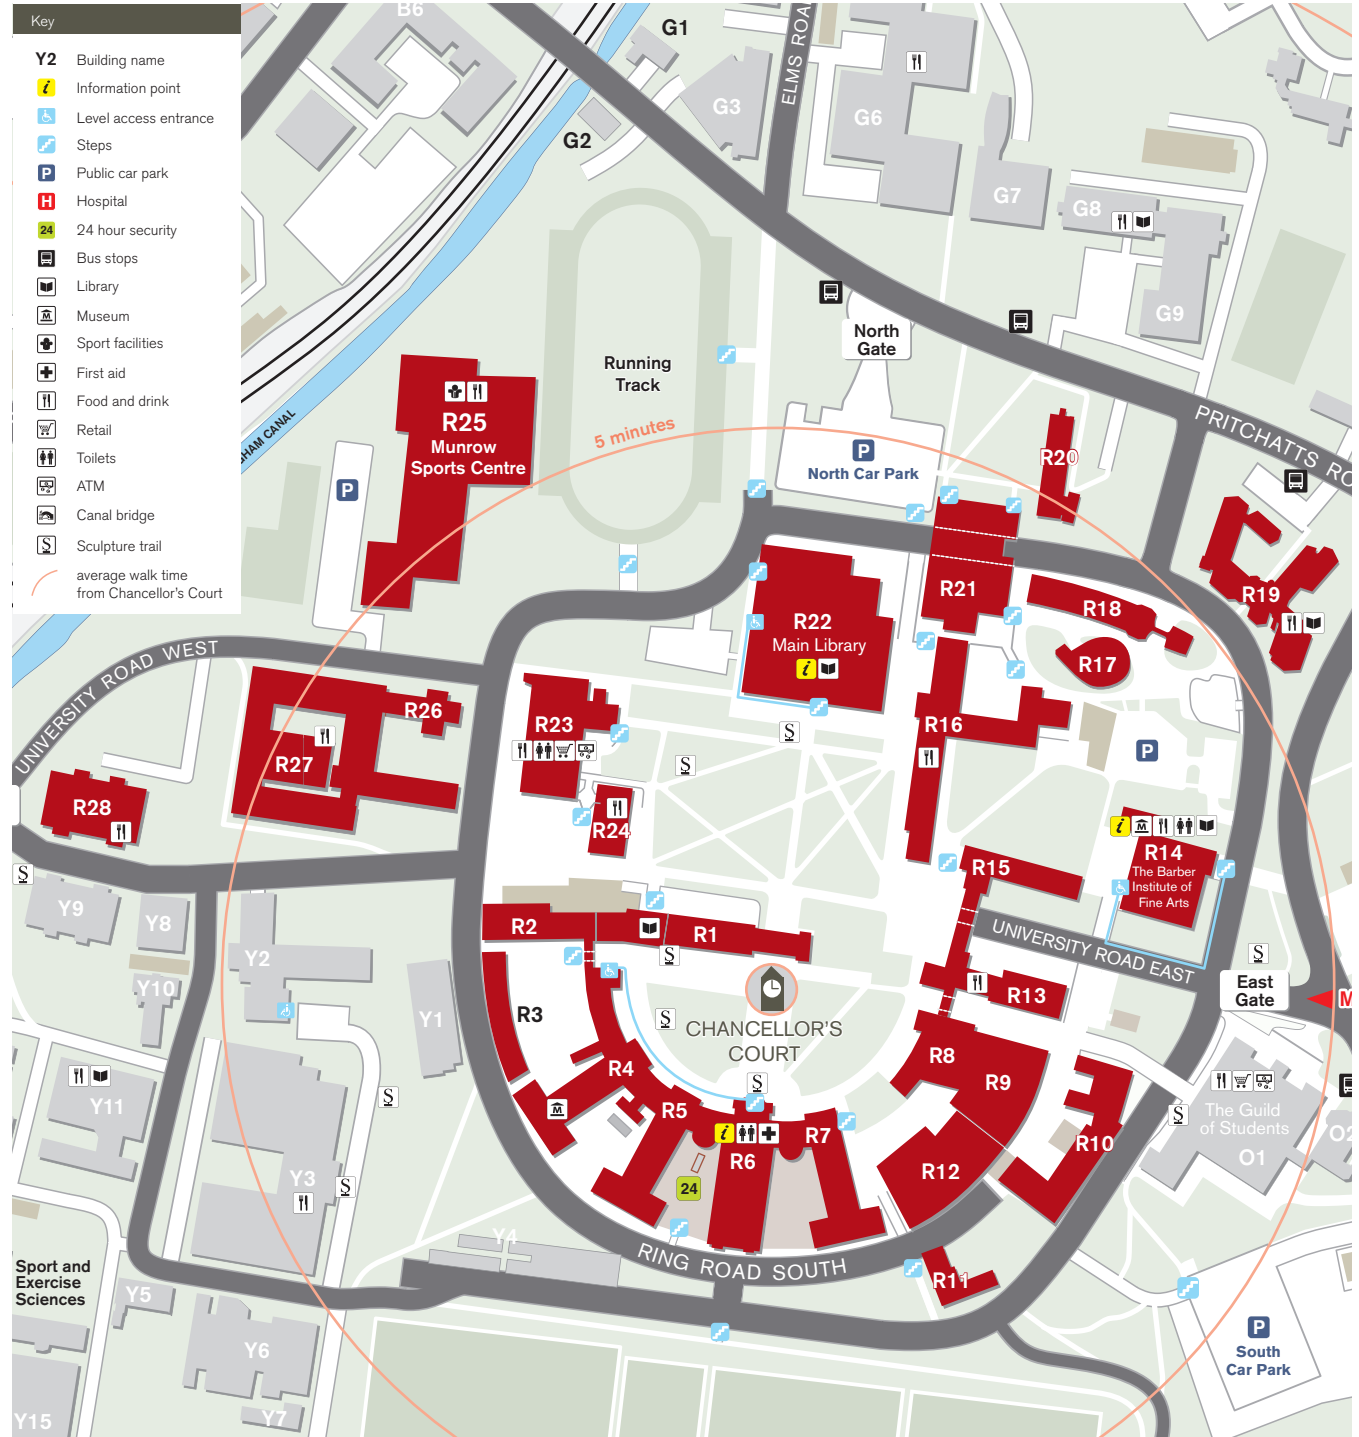 Key
Y2 Building name
i Information point
Level access entrance
Steps
P Public car park
H Hospital
24 24 hour security
Bus stops
Library
Museum
Sport facilities
First aid
Food and drink
Retail
Toilets
ATM
Canal bridge
S Sculpture trail
average walk time
from Chancellor's Court
B6
G1
G2
G3
ELMS ROA
G6
G7
G8
G9
North
Gate
Running
Track
5 minutes
P
North Car Park
PRITCHATTS RO
HAM CANAL
R25
Munrow
Sports Centre
P
R20
R19
R21
R18
R17
R22
Main Library
i
UNIVERSITY ROAD WEST
R26
R27
R28
R23
R24
S
S
R16
P
i
R14
The Barber
Institute of
Fine Arts
R15
S
Y9
Y8
Y2
Y10
Y1
R2
R1
S
UNIVERSITY ROAD EAST
S
East
Gate
M
R3
R13
S
CHANCELLOR'S
COURT
R4
R8
R9
S
S
R5
i
R6
R7
R10
R12
S
The Guild
of Students
O1
O2
Y11
Y3
S
24
Y4
RING ROAD SOUTH
R11
Sport and
Exercise
Sciences
Y5
Y6
Y7
Y15
P
South
Car Park